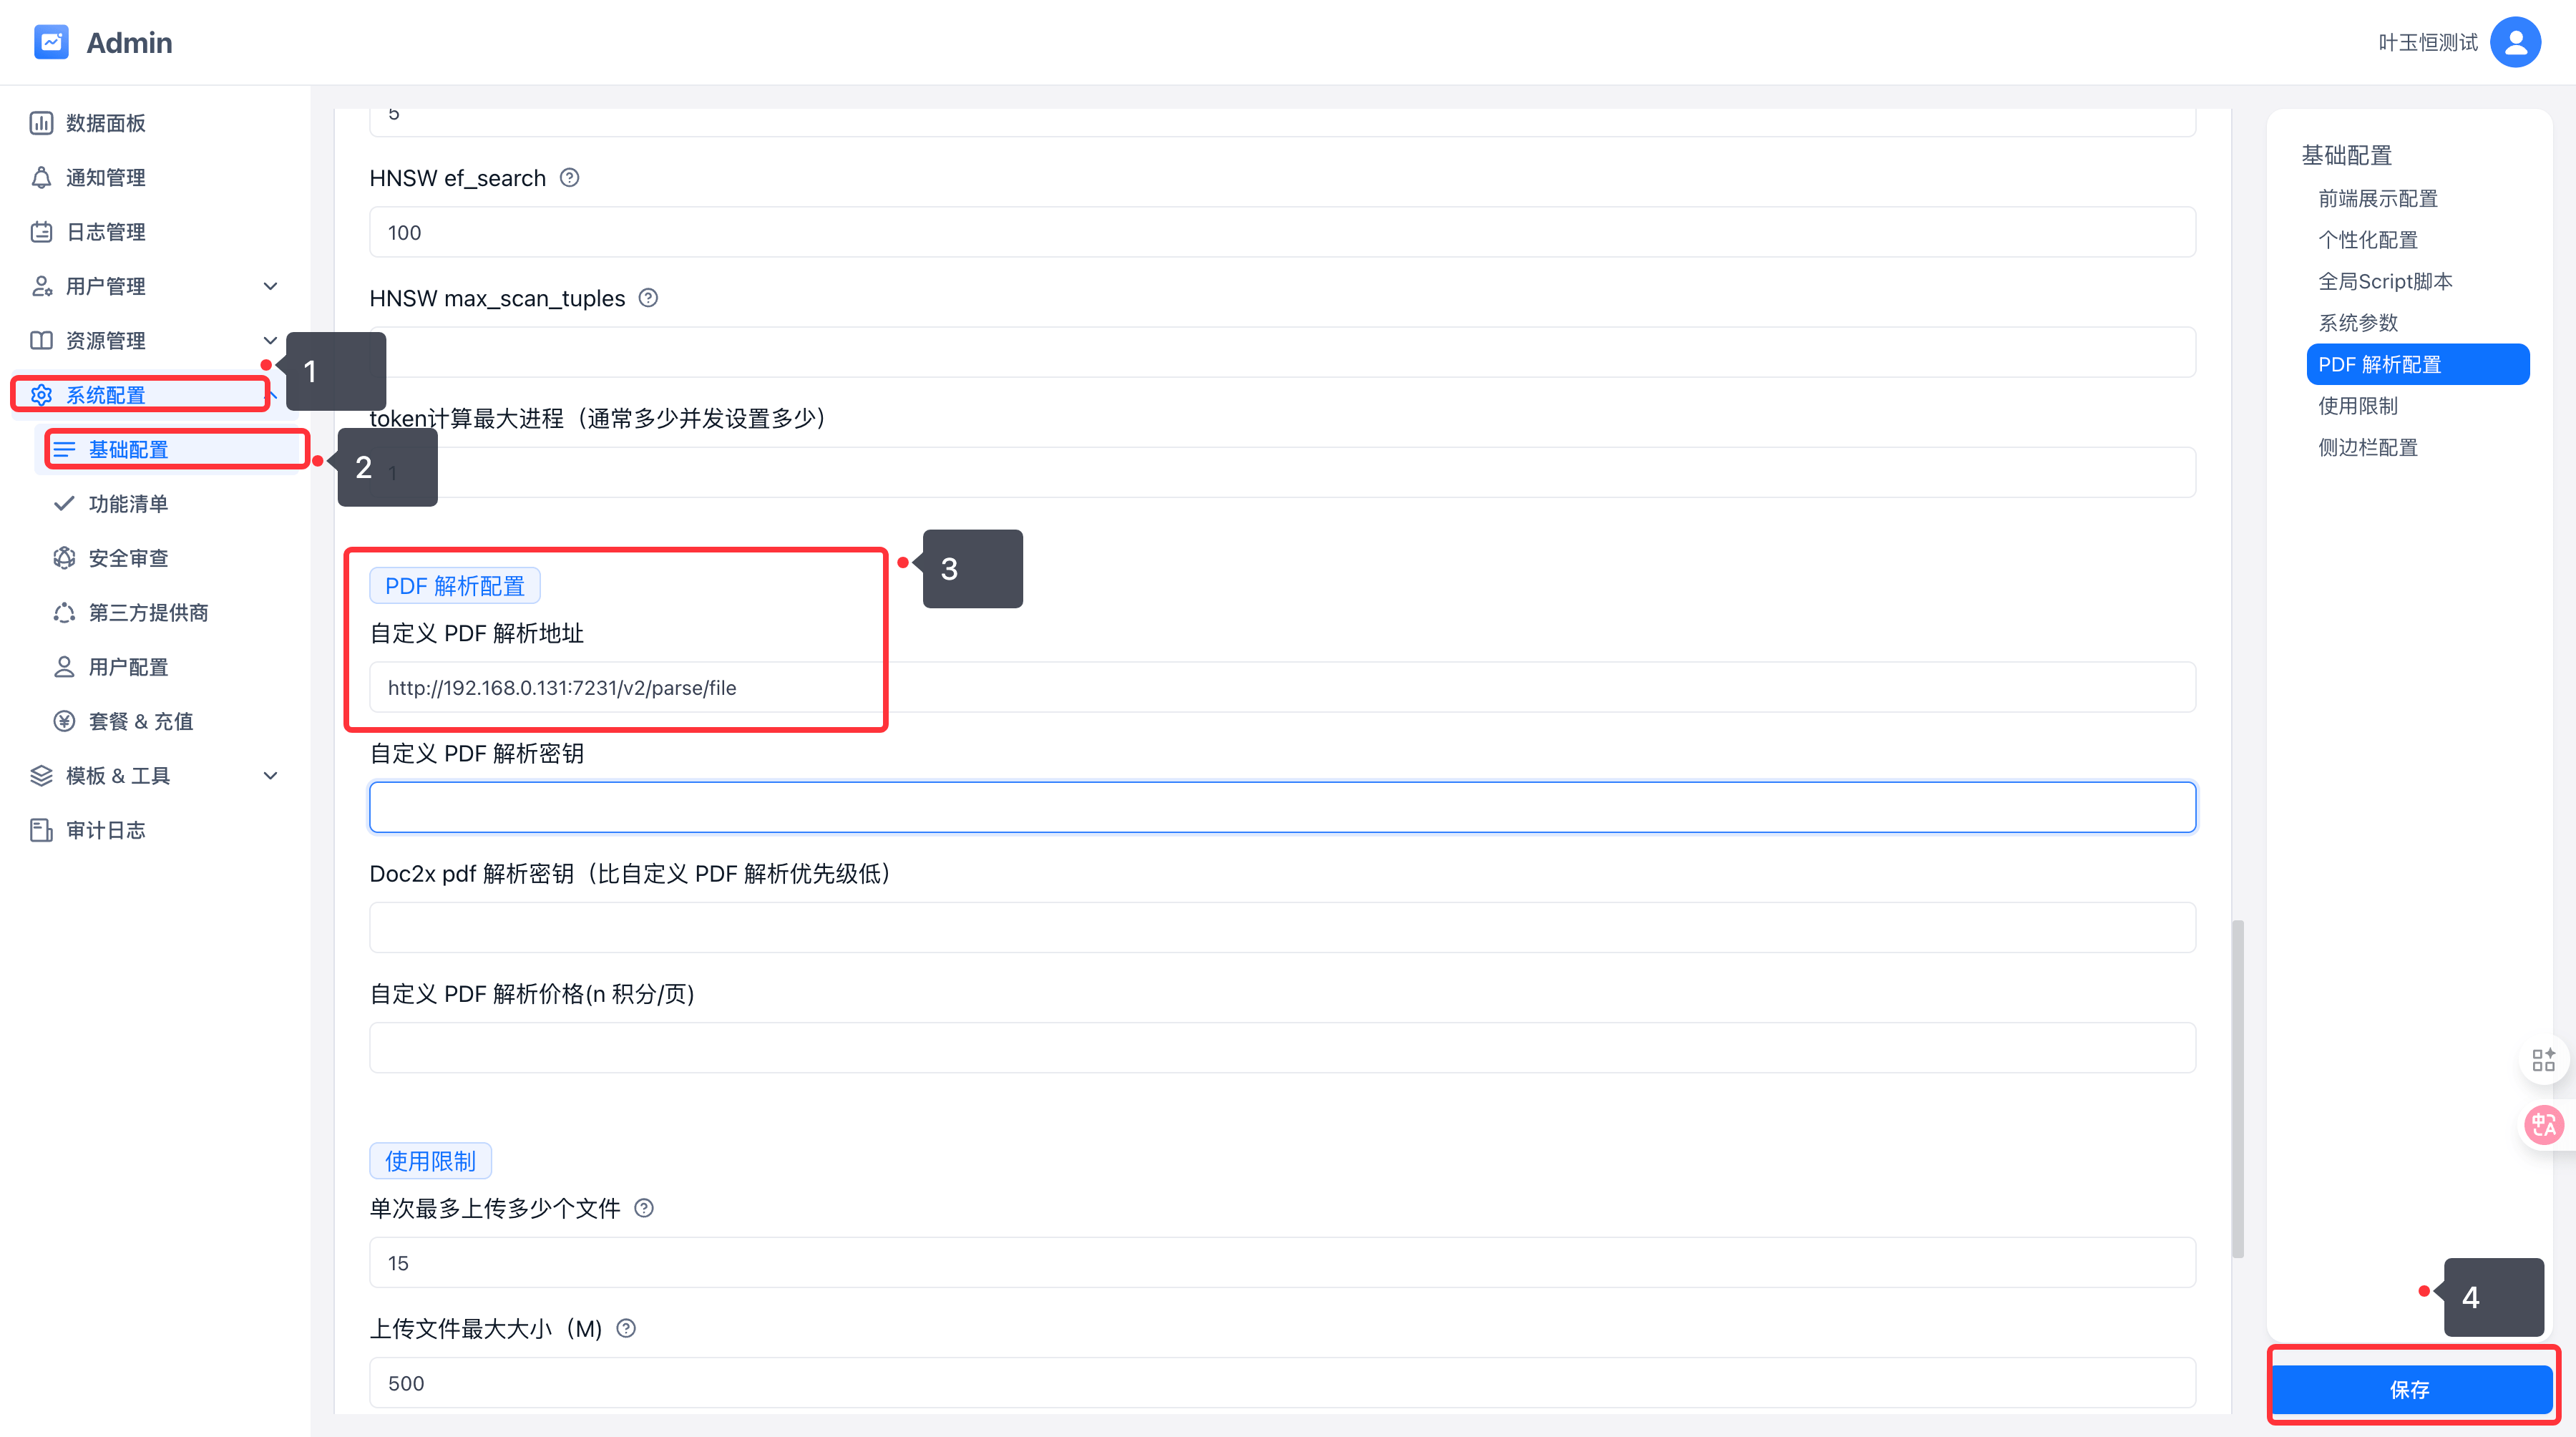 Admin
叶玉恒测试
数据面板
通知管理
日志管理
用户管理
资源管理
系统配置
基础配置
功能清单
安全审查
第三方提供商
用户配置
套餐 & 充值
模板 & 工具
审计日志
1
2
5
HNSW ef_search
100
HNSW max_scan_tuples
token计算最大进程（通常多少并发设置多少）
1
PDF 解析配置
3
自定义 PDF 解析地址
http://192.168.0.131:7231/v2/parse/file
自定义 PDF 解析密钥
Doc2x pdf 解析密钥（比自定义 PDF 解析优先级低）
自定义 PDF 解析价格(n 积分/页)
使用限制
单次最多上传多少个文件
15
上传文件最大大小（M)
500
基础配置
前端展示配置
个性化配置
全局Script脚本
系统参数
PDF 解析配置
使用限制
侧边栏配置
中A
4
保存